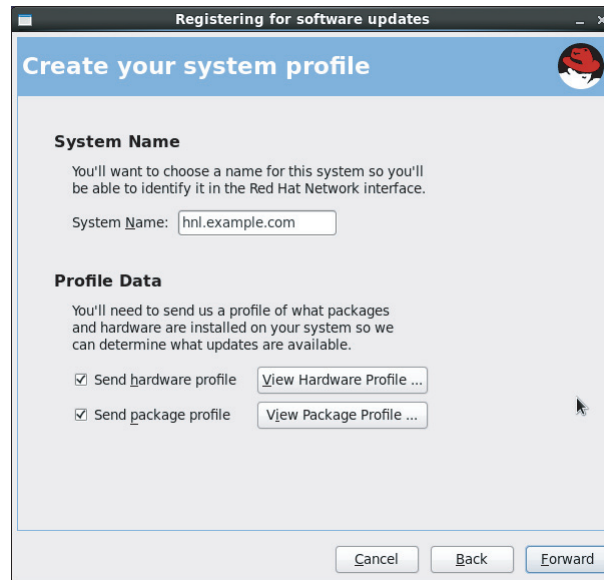 Registering for software updates
Create your system profile
System Name
You'll want to choose a name for this system so you'll
be able to identify it in the Red Hat Network interface.
System Name: hnl.example.com
Profile Data
You'll need to send us a profile of what packages
and hardware are installed on your system so we
can determine what updates are available.
Send hardware profile View Hardware Profile ...
Send package profile View Package Profile ...
Cancel Back Forward